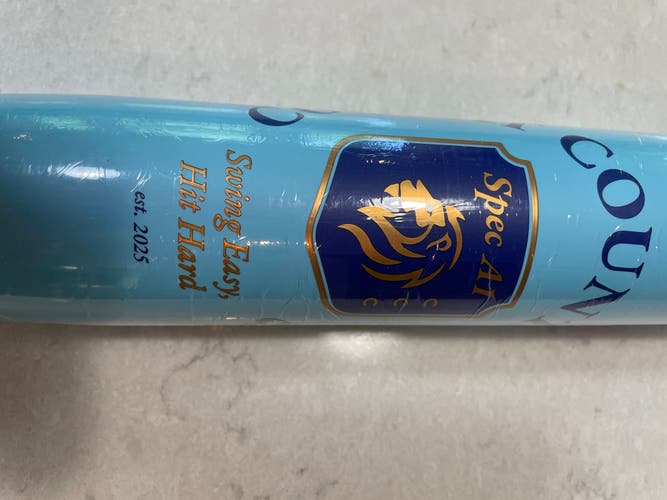 Spec AI
C C C
COUN
Swing Easy,
Hit Hard
est. 2025